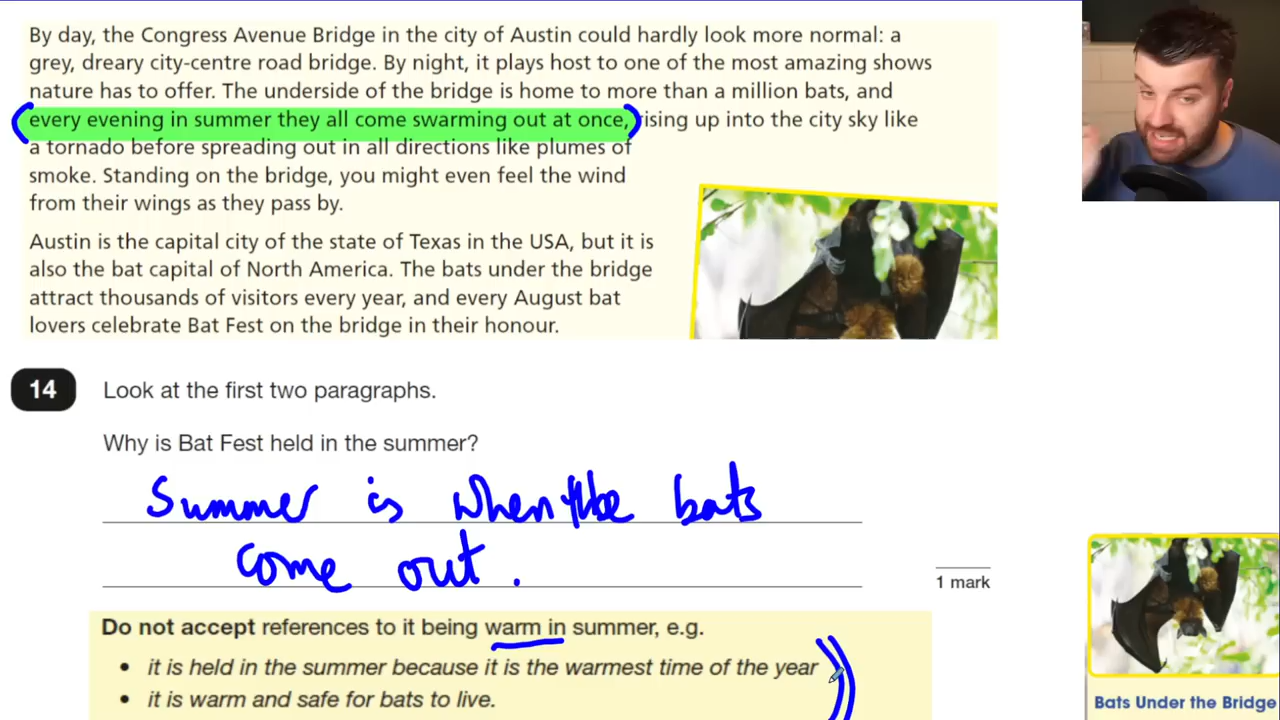 By day, the Congress Avenue Bridge in the city of Austin could hardly look more normal: a
grey, dreary city-centre road bridge. By night, it plays host to one of the most amazing shows
nature has to offer. The underside of the bridge is home to more than a million bats, and
every evening in summer they all come swarming out at once, rising up into the city sky like
a tornado before spreading out in all directions like plumes of
smoke. Standing on the bridge, you might even feel the wind
from their wings as they pass by.
Austin is the capital city of the state of Texas in the USA, but it is
also the bat capital of North America. The bats under the bridge
attract thousands of visitors every year, and every August bat
lovers celebrate Bat Fest on the bridge in their honour.
14 Look at the first two paragraphs.
Why is Bat Fest held in the summer?
Summer is when the bats
come out.
1 mark
Do not accept references to it being warm in summer, e.g.
• it is held in the summer because it is the warmest time of the year
• it is warm and safe for bats to live.
Bats Under the Bridge